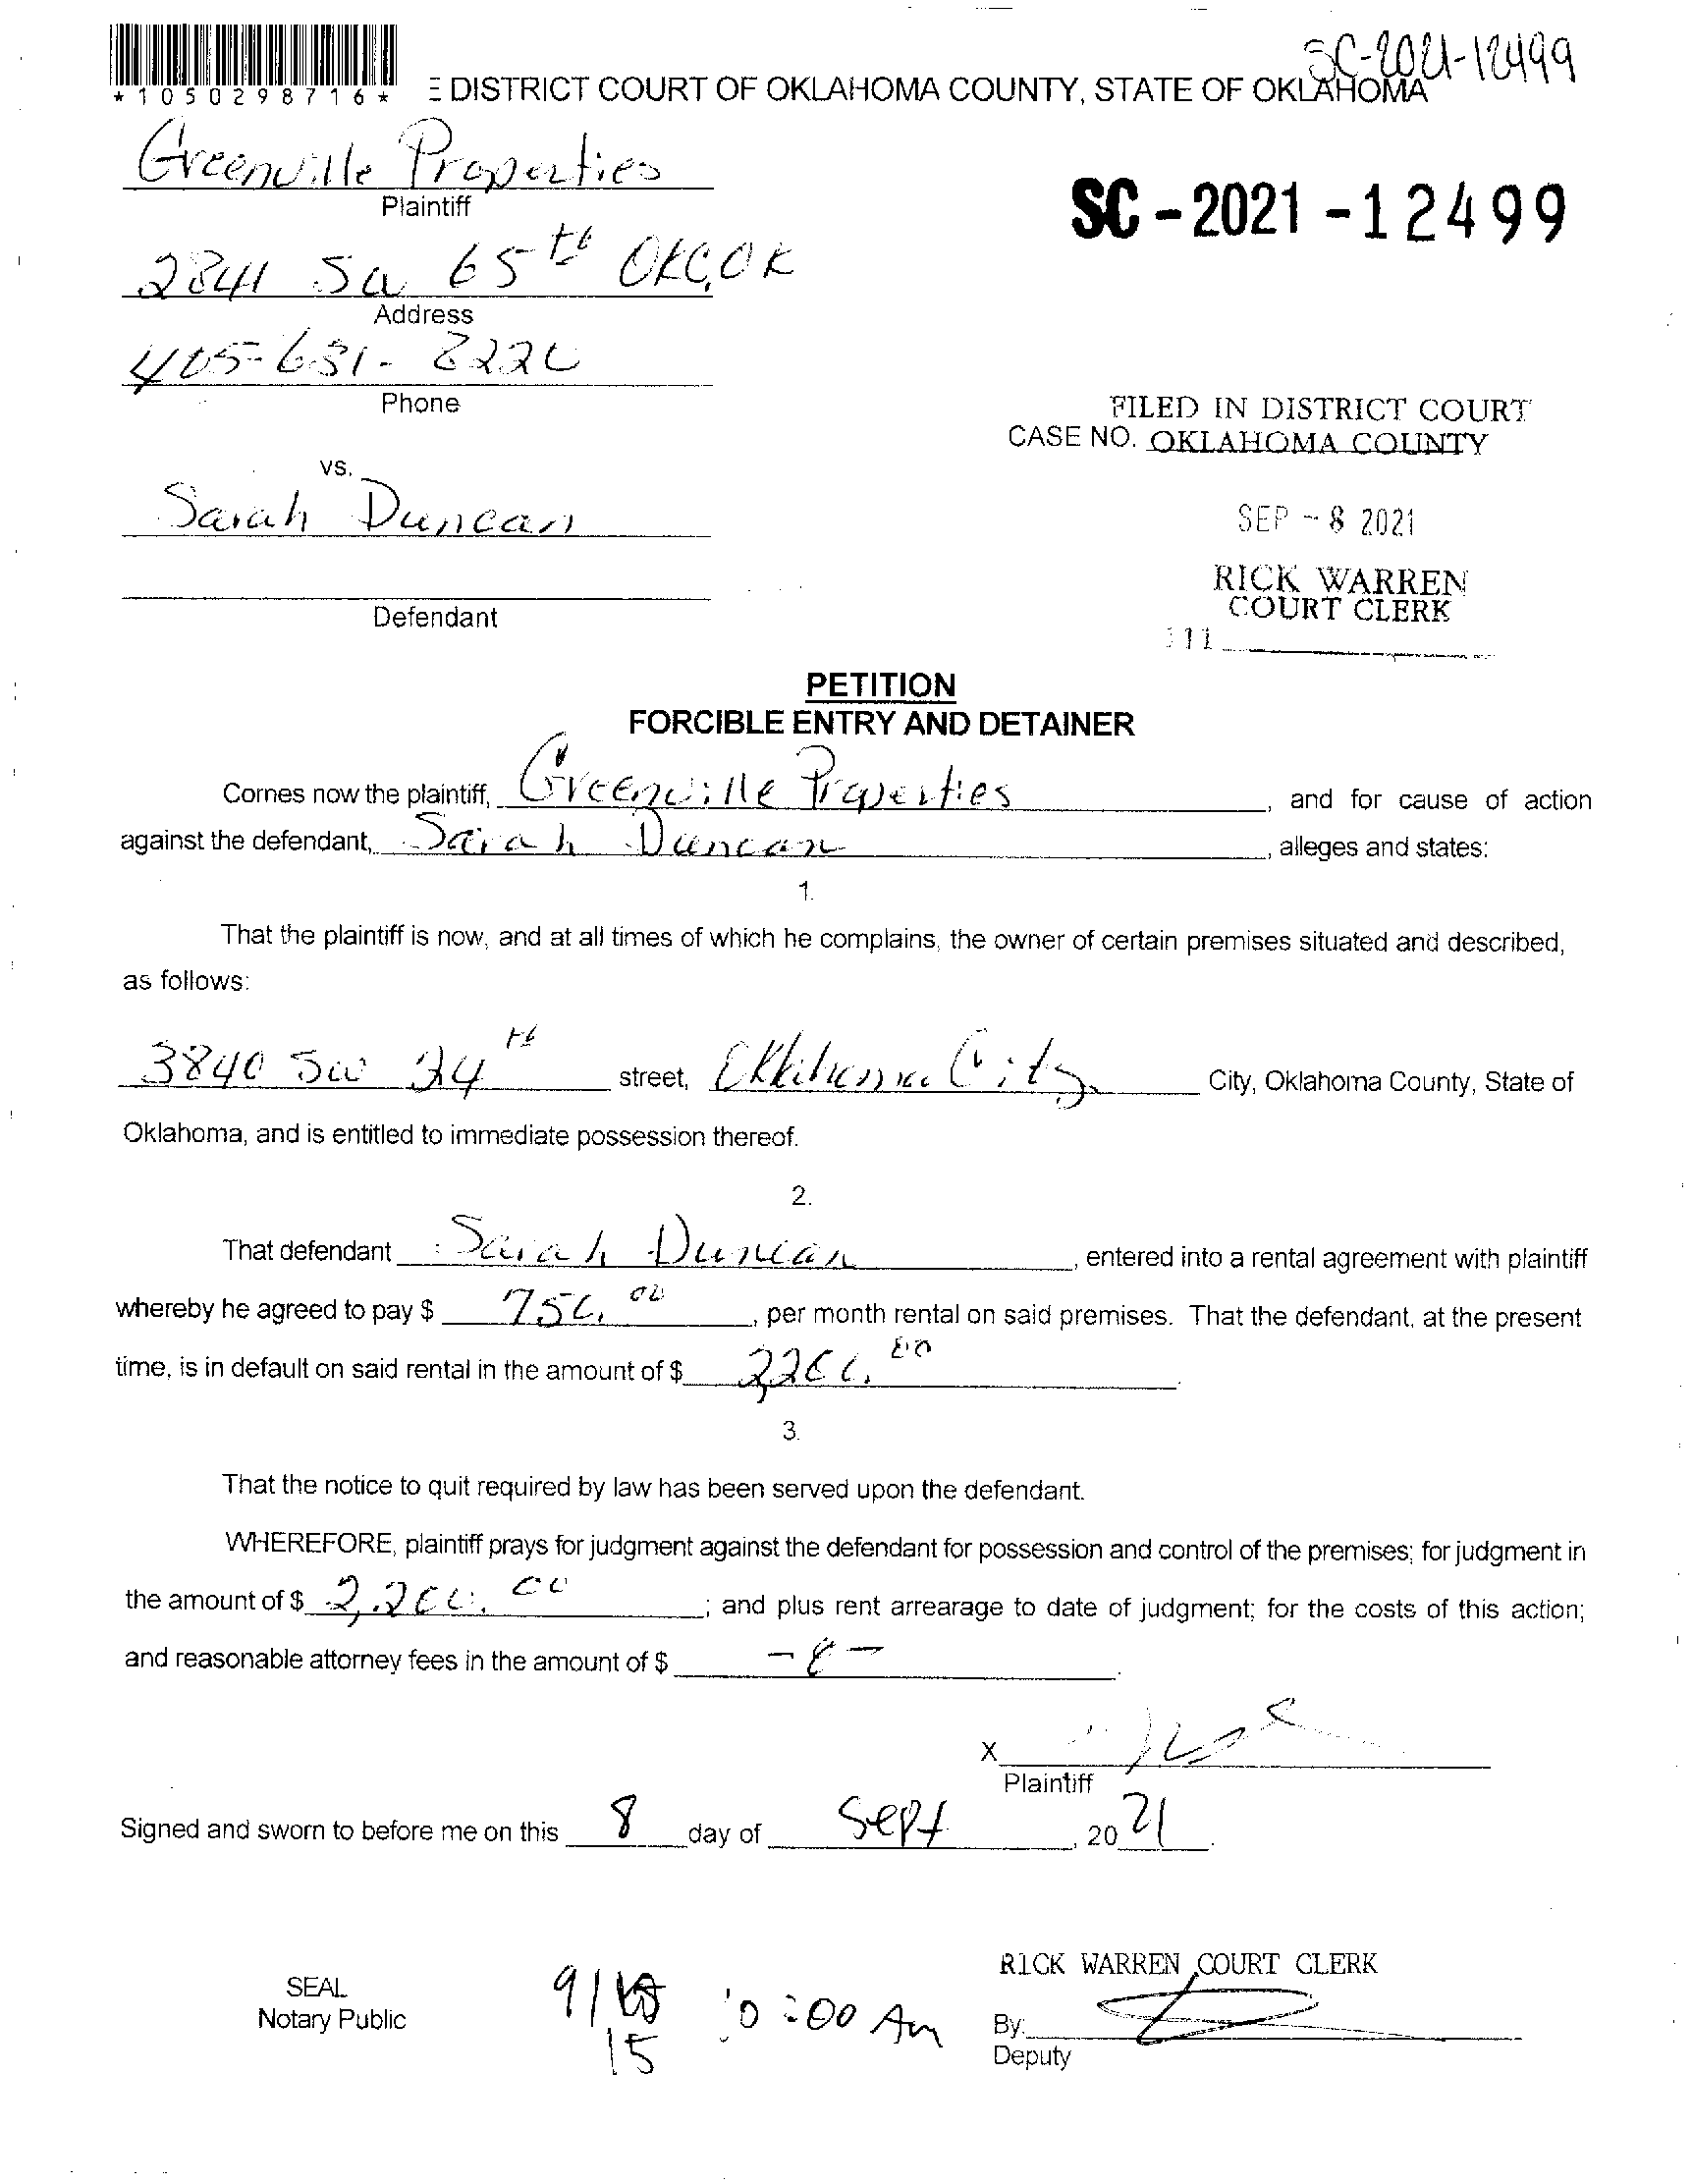 SC-2021-12499
*1050298716*
E DISTRICT COURT OF OKLAHOMA COUNTY, STATE OF OKLAHOMA
Greenville Properties
Plaintiff
SC-2021-12499
2841 SW 65th OKC, OK
Address
405-631-2220
Phone
FILED IN DISTRICT COURT
CASE NO. OKLAHOMA COUNTY
vs.
Sarah Duncan
SEP - 8 2021
RICK WARREN
COURT CLERK
Defendant
111
PETITION
FORCIBLE ENTRY AND DETAINER
Comes now the plaintiff, Greenville Properties, and for cause of action
against the defendant, Sarah Duncan, alleges and states:
1.
That the plaintiff is now, and at all times of which he complains, the owner of certain premises situated and described,
as follows:
3840 SW 24th street, Oklahoma City City, Oklahoma County, State of
Oklahoma, and is entitled to immediate possession thereof.
2.
That defendant Sarah Duncan, entered into a rental agreement with plaintiff
whereby he agreed to pay $ 750.00, per month rental on said premises. That the defendant, at the present
time, is in default on said rental in the amount of $
3.
That the notice to quit required by law has been served upon the defendant.
WHEREFORE, plaintiff prays for judgment against the defendant for possession and control of the premises; for judgment in
the amount of $ 2,200.00; and plus rent arrearage to date of judgment; for the costs of this action;
and reasonable attorney fees in the amount of $
X
Plaintiff
Signed and sworn to before me on this 8 day of Sept, 2021.
RICK WARREN COURT CLERK
SEAL
Notary Public
9/15 10:00 Am
By:
Deputy